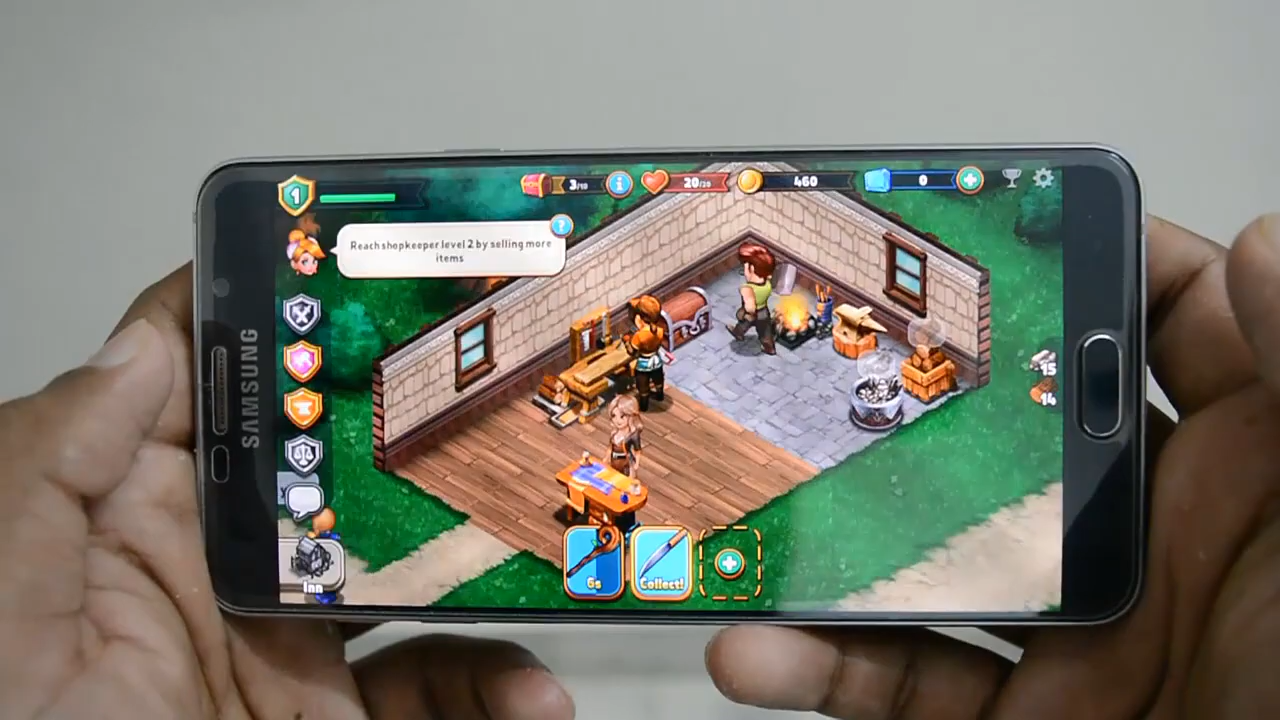 1
3/10
20/20
460
0
Reach shopkeeper level 2 by selling more
items
?
15
14
6s
Collect!
Inn
SAMSUNG